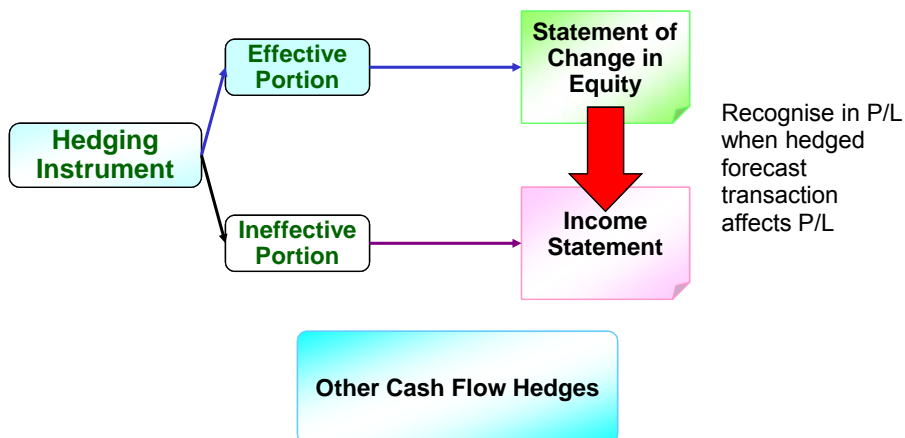 Statement of
Change in
Equity
Effective
Portion
Hedging
Instrument
Recognise in P/L
when hedged
forecast
transaction
affects P/L
Ineffective
Portion
Income
Statement
Other Cash Flow Hedges